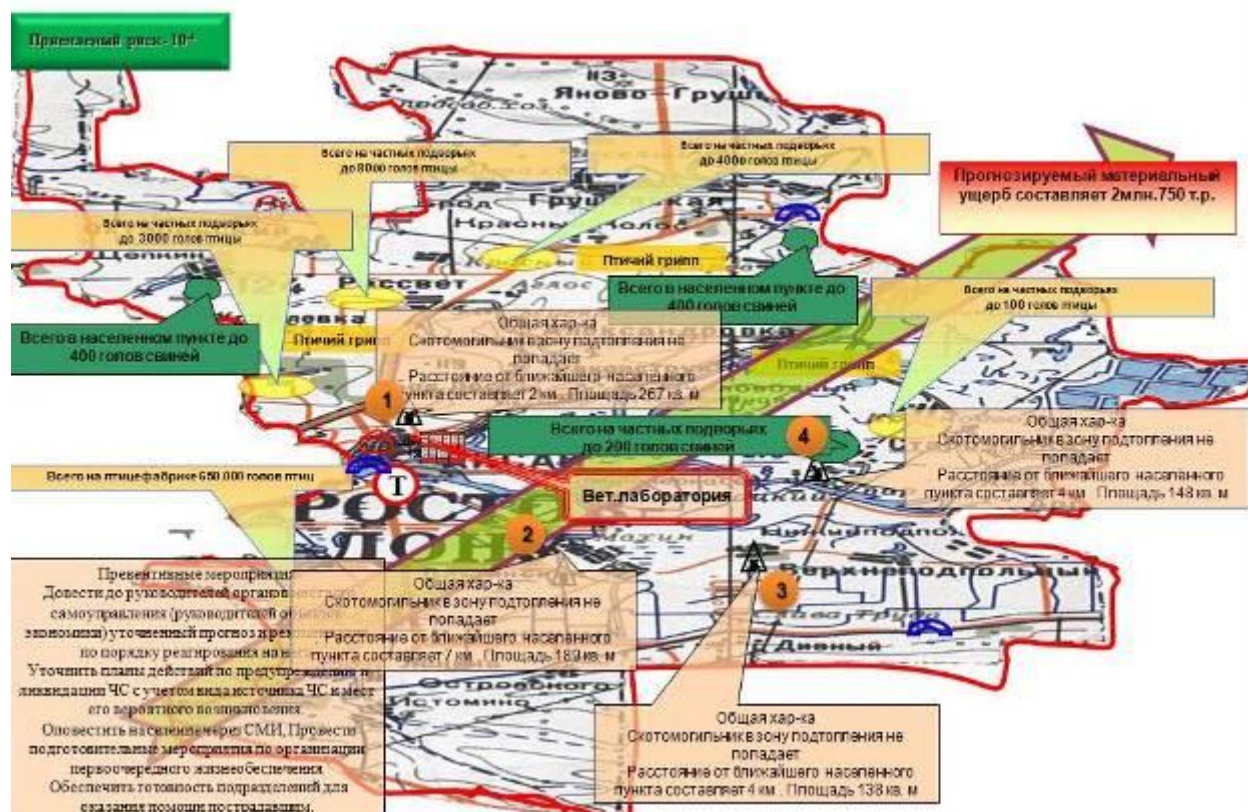 Приемлемый риск- 10⁻⁶
Яново-Груш
Всего на частных подворьях
до 8000 голов птицы
Всего на частных подворьях
до 4000 голов птицы
Прогнозируемый материальный
ущерб составляет 2млн.750 т.р.
Всего на частных подворьях
до 3000 голов птицы
Грушевская
Красный Колос
Щепкин
Птичий грипп
Рассвет
Всего в населенном пункте до
400 голов свиней
Всего на частных подворьях
до 100 голов птицы
Всего в населенном пункте до
400 голов свиней
Птичий грипп
Общая хар-ка
Скотомогильник в зону подтопления не
попадает
Расстояние от ближайшего населенного
пункта составляет 2 км . Площадь 267 кв. м
Птичий грипп
1
Всего на частных подворьях
до 200 голов свиней
4
Общая хар-ка
Скотомогильник в зону подтопления не
попадает
Расстояние от ближайшего населенного
пункта составляет 4 км . Площадь 148 кв. м
Всего на птицефабрике 650 000 голов птиц
Т
Вет.лаборатория
РОСТО
ДОН
2
Махин
Верхнеподпольный
3
Дивный
Общая хар-ка
Скотомогильник в зону подтопления не
попадает
Расстояние от ближайшего населенного
пункта составляет 7 км . Площадь 189 кв. м
Превентивные мероприятия
Довести до руководителей органов
самоуправления (руководителей
экономики) уточненный прогноз и
по порядку реагирования на
Уточнить планы действий по предупреждению и
ликвидации ЧС с учетом вида источника ЧС и мест
его вероятного возникновения.
Оповестить население через СМИ, Провести
подготовительные мероприятия по организации
первоочередного жизнеобеспечения
Обеспечить готовность подразделений для
оказания помощи пострадавшим.
Островного
Истомино
Общая хар-ка
Скотомогильник в зону подтопления не
попадает
Расстояние от ближайшего населенного
пункта составляет 4 км . Площадь 138 кв. м